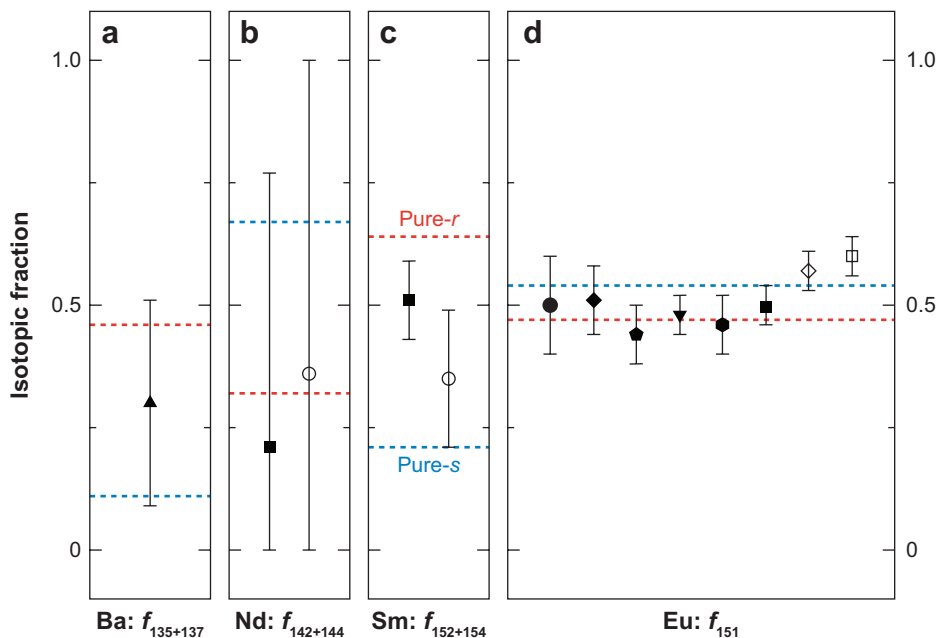 a
b
c
d
1.0
1.0
Isotopic fraction
Pure-r
0.5
0.5
Pure-s
0
0
Ba: f135+137
Nd: f142+144
Sm: f152+154
Eu: f151